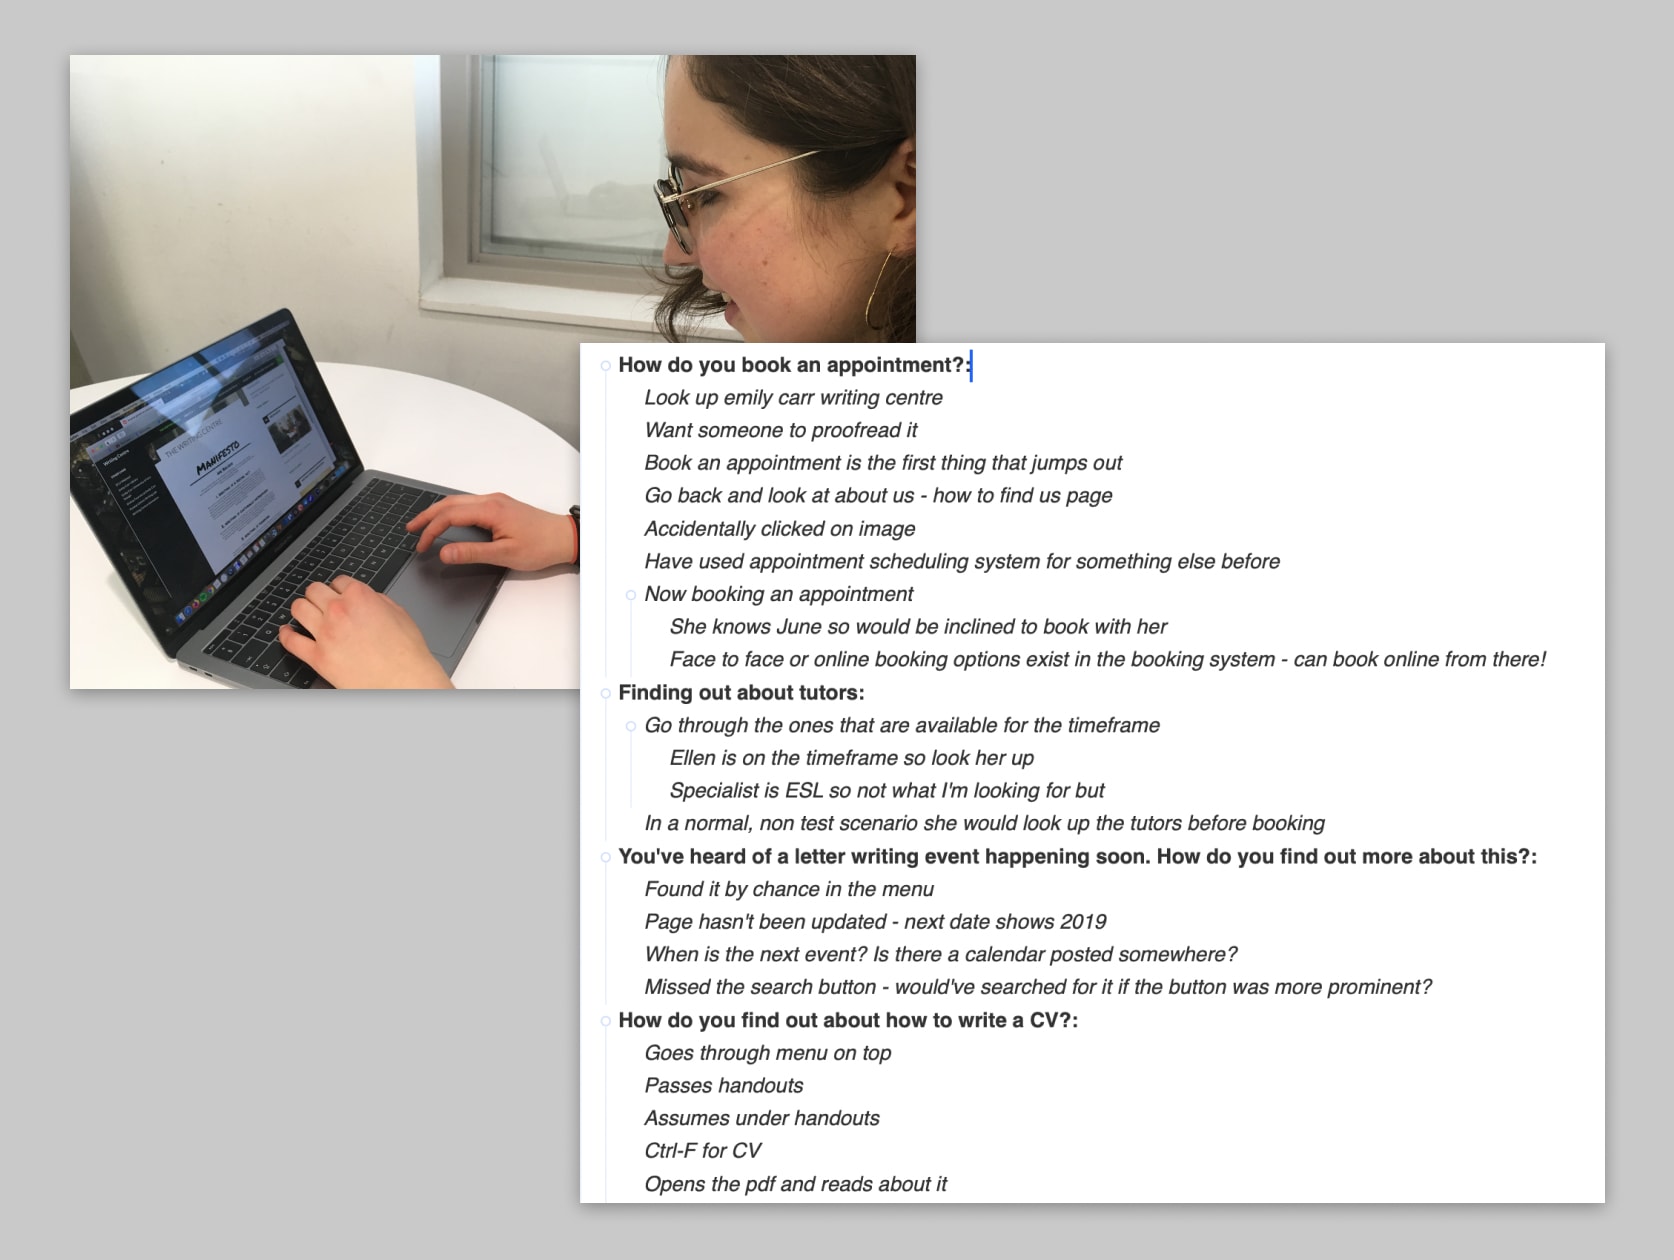 THE WRITING CENTRE
MANIFESTO
Writing Centre
How do you book an appointment?:
Look up emily carr writing centre
Want someone to proofread it
Book an appointment is the first thing that jumps out
Go back and look at about us - how to find us page
Accidentally clicked on image
Have used appointment scheduling system for something else before
Now booking an appointment
She knows June so would be inclined to book with her
Face to face or online booking options exist in the booking system - can book online from there!
Finding out about tutors:
Go through the ones that are available for the timeframe
Ellen is on the timeframe so look her up
Specialist is ESL so not what I'm looking for but
In a normal, non test scenario she would look up the tutors before booking
You've heard of a letter writing event happening soon. How do you find out more about this?:
Found it by chance in the menu
Page hasn't been updated - next date shows 2019
When is the next event? Is there a calendar posted somewhere?
Missed the search button - would've searched for it if the button was more prominent?
How do you find out about how to write a CV?:
Goes through menu on top
Passes handouts
Assumes under handouts
Ctrl-F for CV
Opens the pdf and reads about it